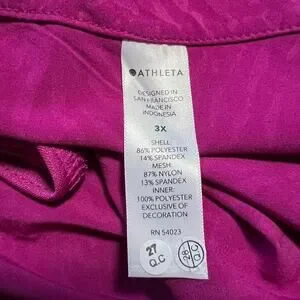 ATHLETA
DESIGNED IN
SAN FRANCISCO
MADE IN
INDONESIA
3X
SHELL:
86% POLYESTER
14% SPANDEX
MESH:
87% NYLON
13% SPANDEX
INNER:
100% POLYESTER
EXCLUSIVE OF
DECORATION
RN 54023
27
Q.C
28
Q.C